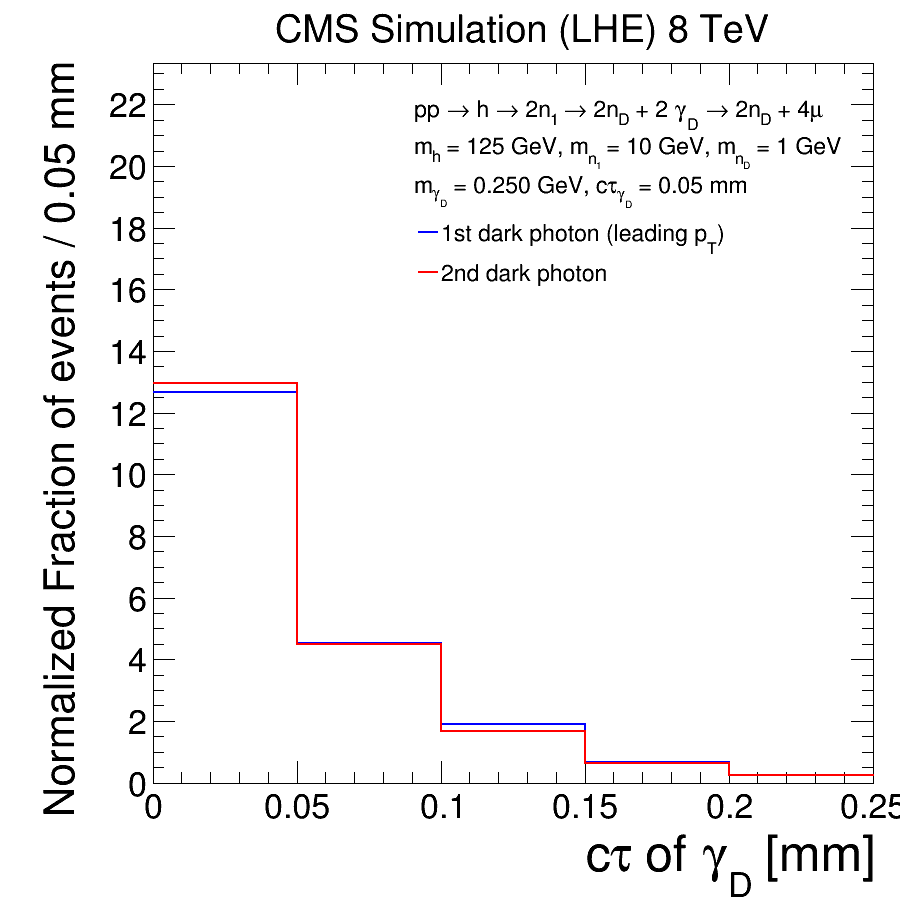 CMS Simulation (LHE) 8 TeV
Normalized Fraction of events / 0.05 mm
22
20
18
16
14
12
10
8
6
4
2
0
pp → h → 2n1 → 2nD + 2 γD → 2nD + 4μ
mh = 125 GeV, mn1 = 10 GeV, mnD = 1 GeV
mγD = 0.250 GeV, cτγD = 0.05 mm
1st dark photon (leading pT)
2nd dark photon
0 0.05 0.1 0.15 0.2 0.25
cτ of γD [mm]